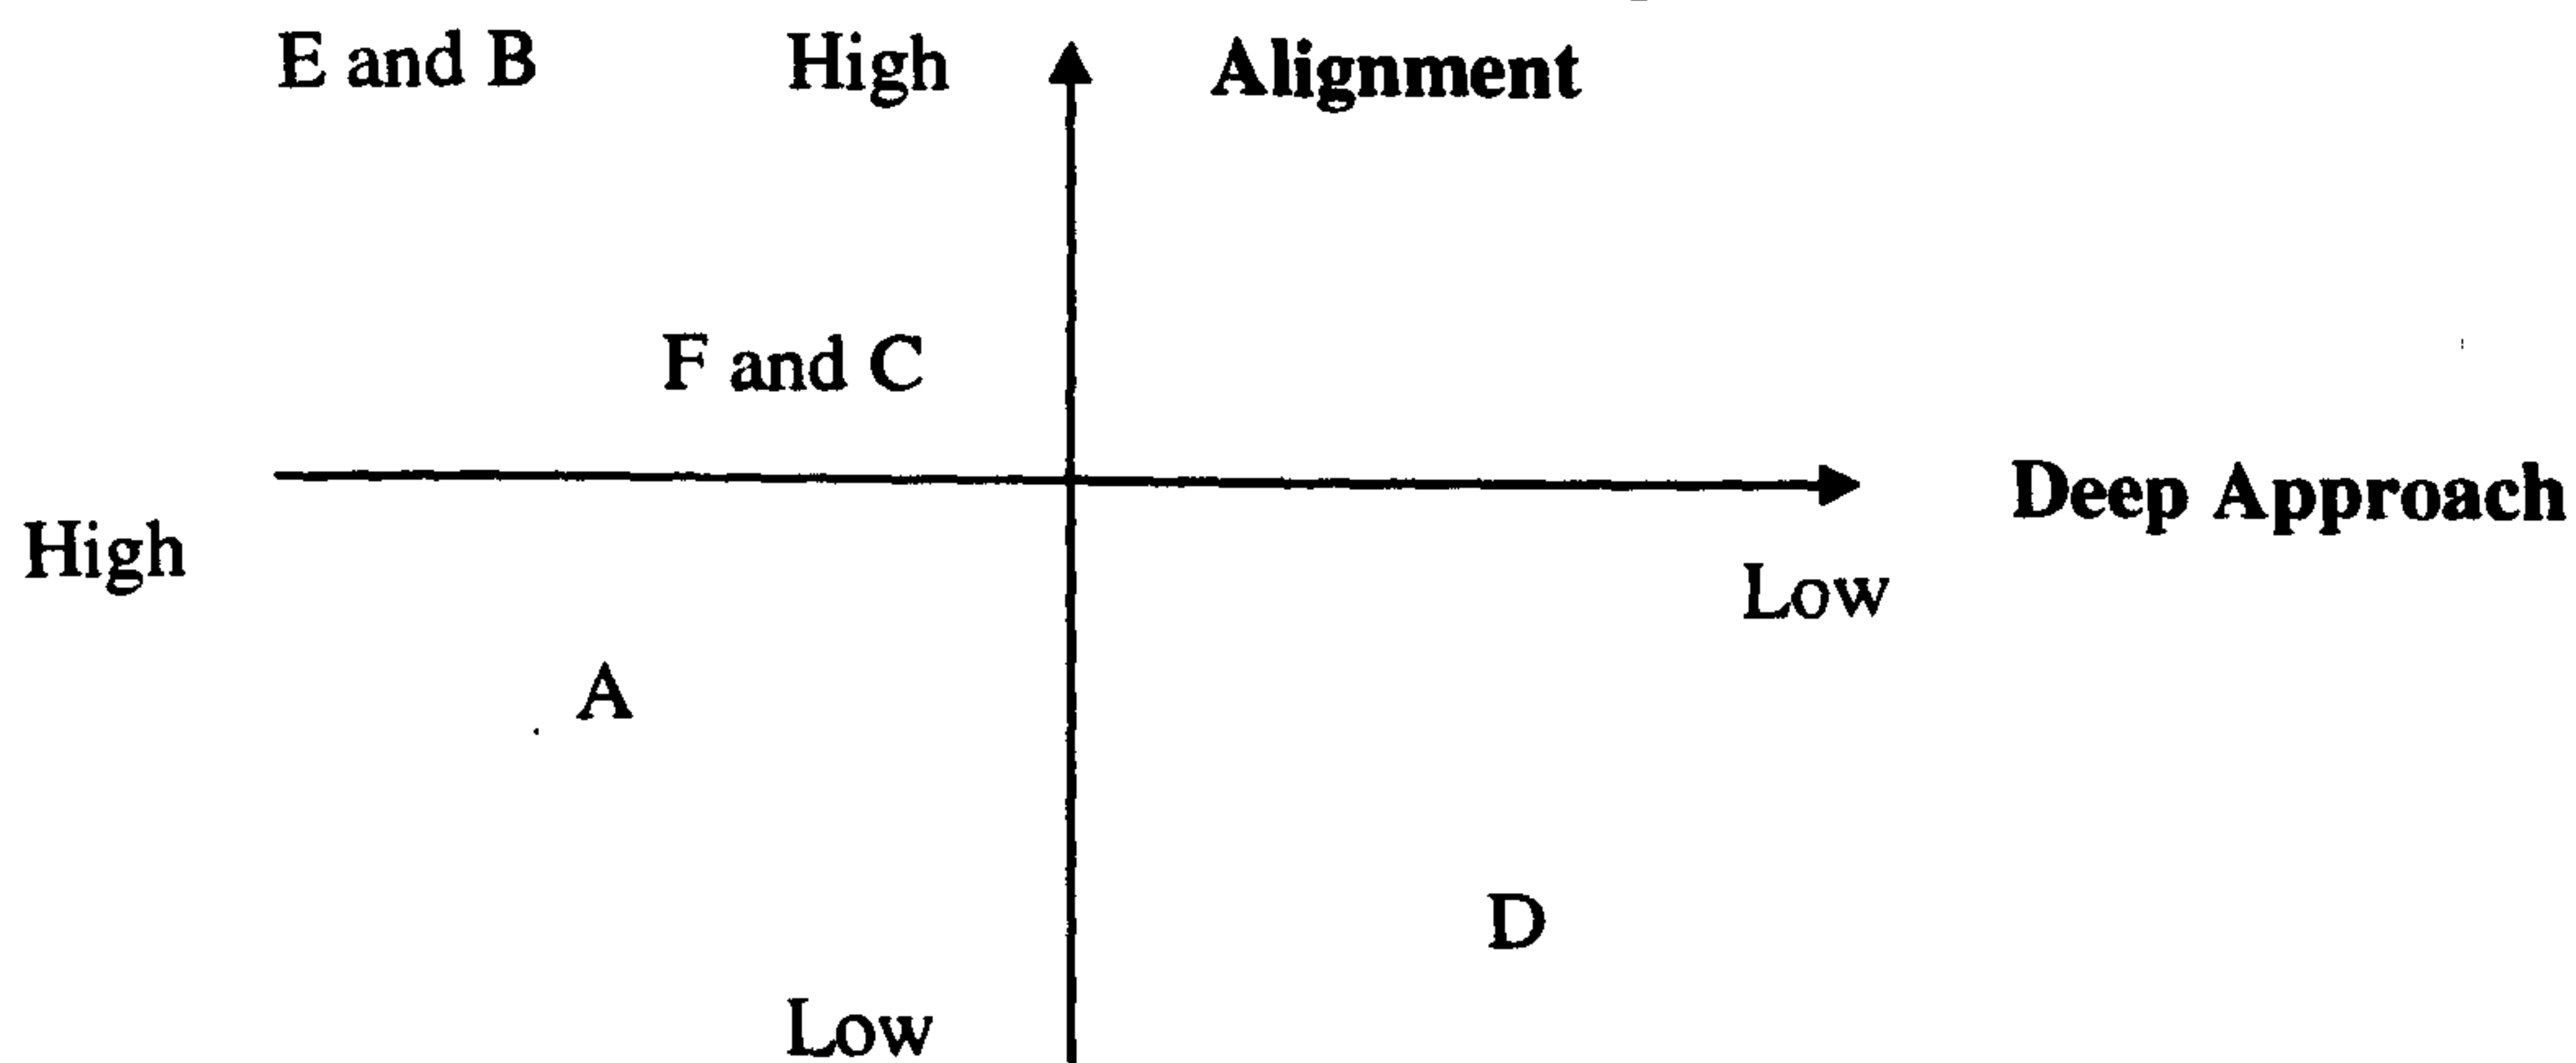 E and B High Alignment
F and C
Deep Approach
High
Low
A
D
Low